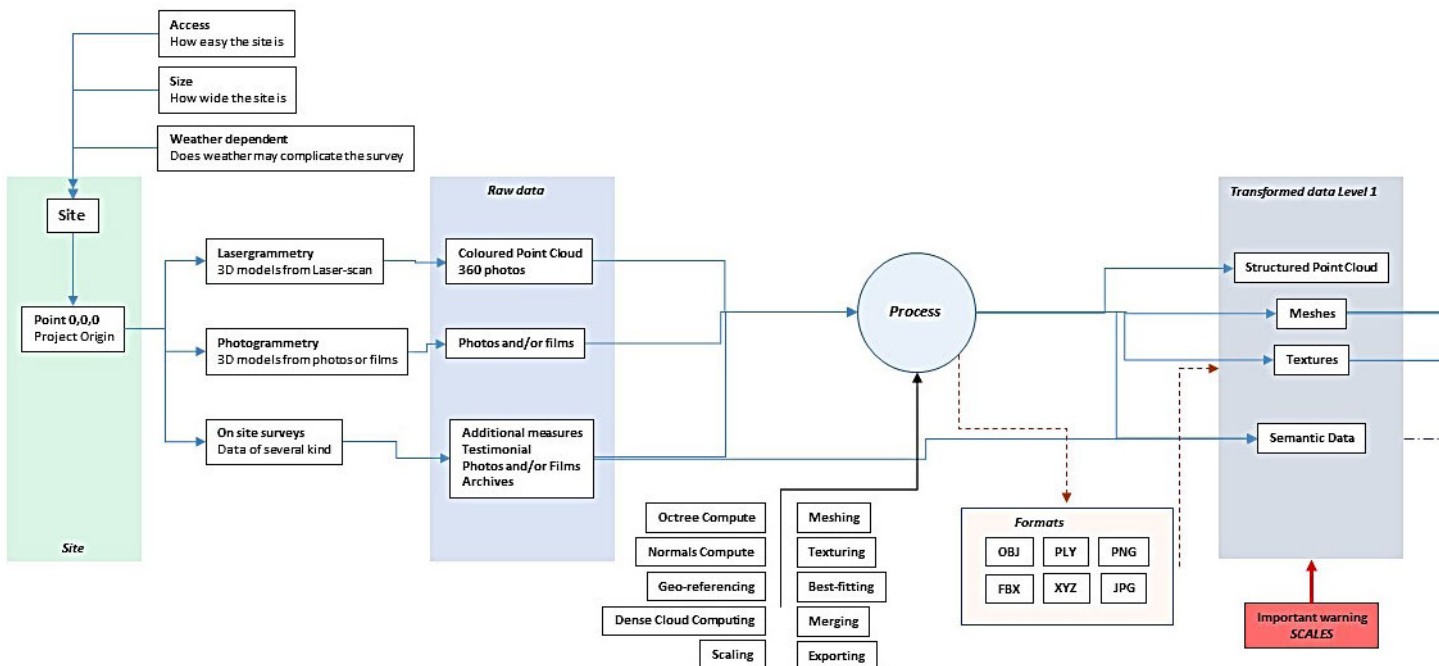 Access
How easy the site is
Size
How wide the site is
Weather dependent
Does weather may complicate the survey
Site
Point 0,0,0
Project Origin
Site
Lasergrammetry
3D models from Laser-scan
Photogrammetry
3D models from photos or films
On site surveys
Data of several kind
Raw data
Coloured Point Cloud
360 photos
Photos and/or films
Additional measures
Testimonial
Photos and/or Films
Archives
Process
Octree Compute
Normals Compute
Geo-referencing
Dense Cloud Computing
Scaling
Meshing
Texturing
Best-fitting
Merging
Exporting
Formats
OBJ PLY PNG
FBX XYZ JPG
Transformed data Level 1
Structured Point Cloud
Meshes
Textures
Semantic Data
Important warning
SCALES